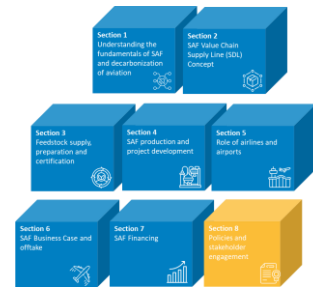 Section 1
Understanding the
fundamentals of SAF
and decarbonization
of aviation
Section 2
SAF Value Chain
Supply Line (SDL)
Concept
Section 3
Feedstock supply,
preparation and
certification
Section 4
SAF production and
project development
Section 5
Role of airlines and
airports
Section 6
SAF Business Case and
offtake
Section 7
SAF Financing
Section 8
Policies and
stakeholder
engagement